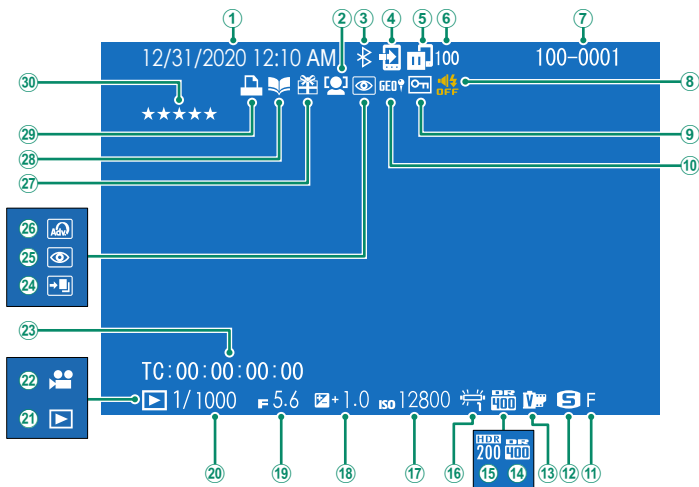 1 2 3 4 5 6 7
12/31/2020 12:10 AM 100 100-0001
30 GEO OFF 8
★★★★★
29 9
28 10
27
26 Adv.
25
24
23
TC:00:00:00:00
22
1/1000 F 5.6 +1.0 ISO 12800 1 DR 400 V S F
21
HDR 200 DR 400
20 19 18 17 16 15 14 13 12 11